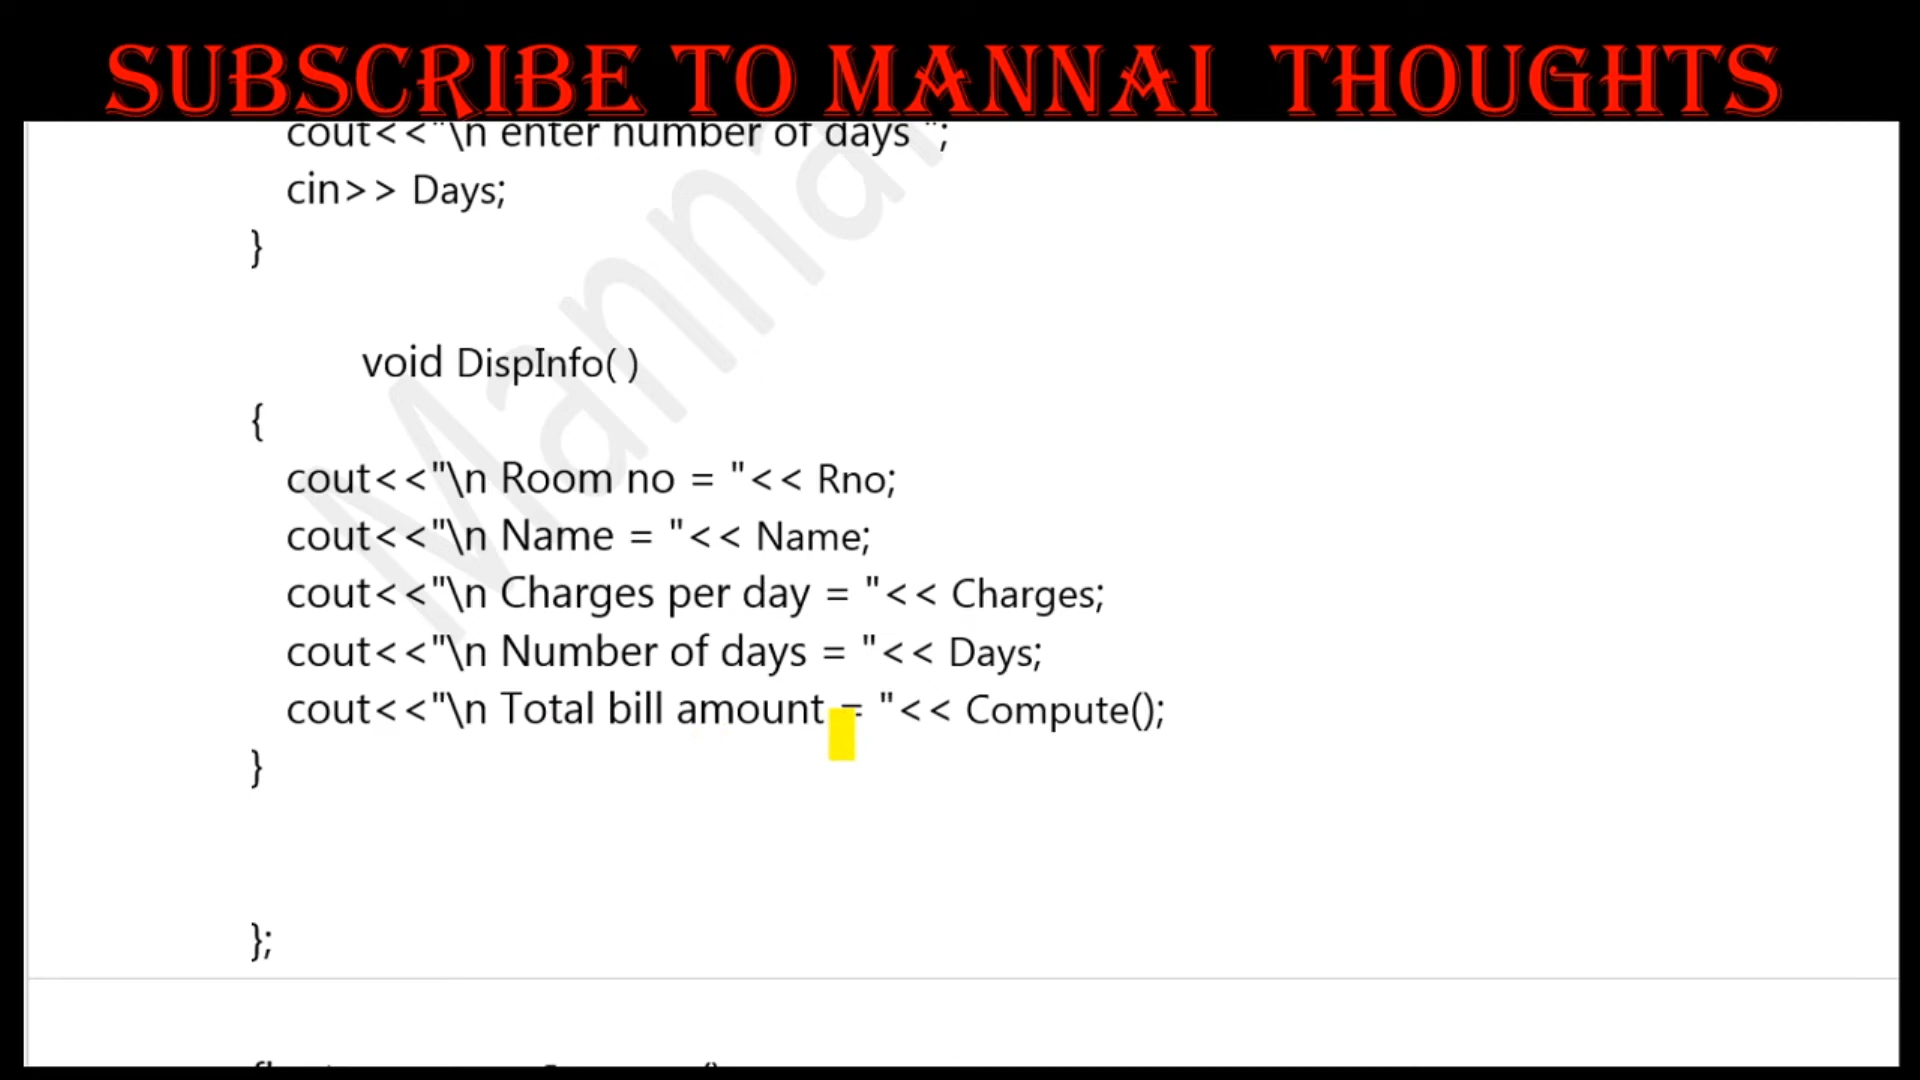 SUBSCRIBE TO MANNAI THOUGHTS
cout<<"\n enter number of days ";
cin>> Days;
}
void DispInfo( )
{
cout<<"\n Room no = "<< Rno;
cout<<"\n Name = "<< Name;
cout<<"\n Charges per day = "<< Charges;
cout<<"\n Number of days = "<< Days;
cout<<"\n Total bill amount = "<< Compute();
}
};
Mannai